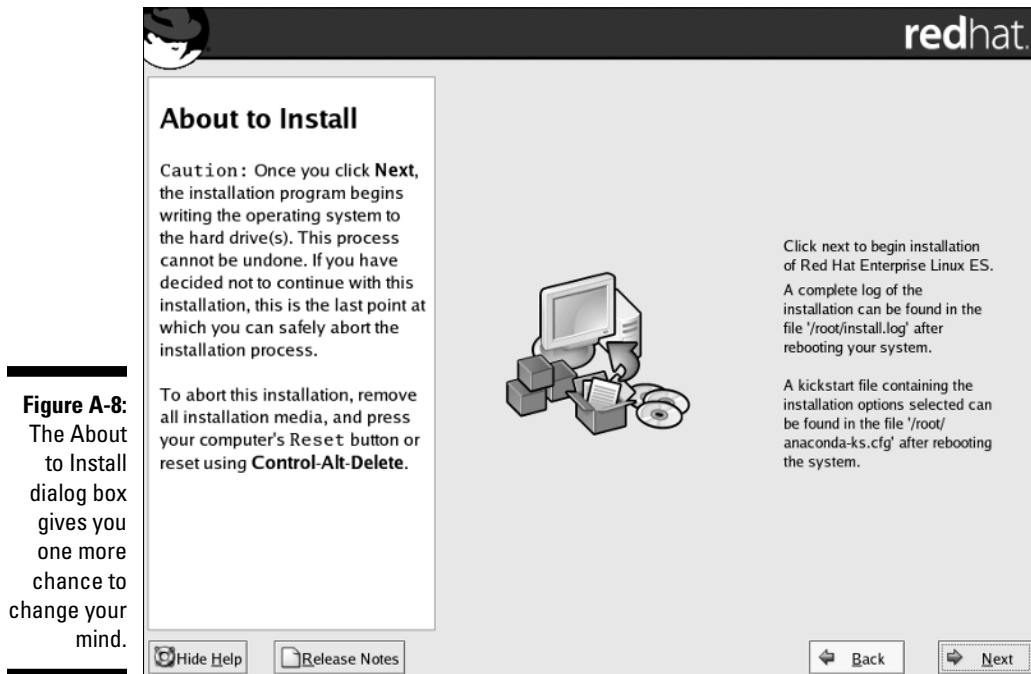 redhat.
About to Install
Caution: Once you click Next,
the installation program begins
writing the operating system to
the hard drive(s). This process
cannot be undone. If you have
decided not to continue with this
installation, this is the last point at
which you can safely abort the
installation process.
To abort this installation, remove
all installation media, and press
your computer's Reset button or
reset using Control-Alt-Delete.
Click next to begin installation
of Red Hat Enterprise Linux ES.
A complete log of the
installation can be found in the
file '/root/install.log' after
rebooting your system.
A kickstart file containing the
installation options selected can
be found in the file '/root/
anaconda-ks.cfg' after rebooting
the system.
Hide Help
Release Notes
Back
Next
Figure A-8:
The About
to Install
dialog box
gives you
one more
chance to
change your
mind.